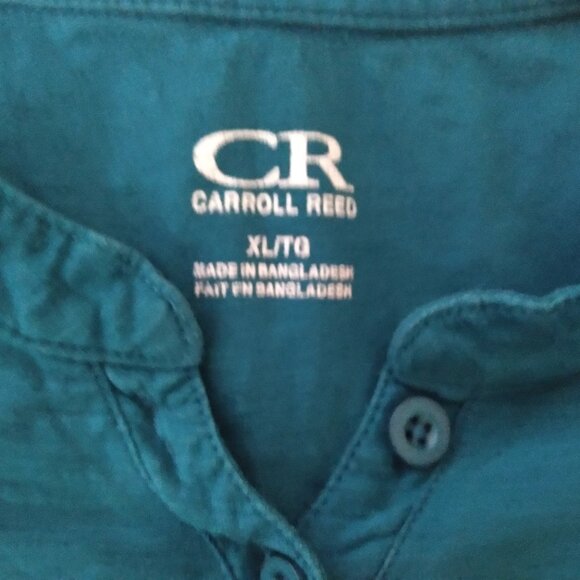 CR
CARROLL REED
XL/TG
MADE IN BANGLADESH
FAIT EN BANGLADESH